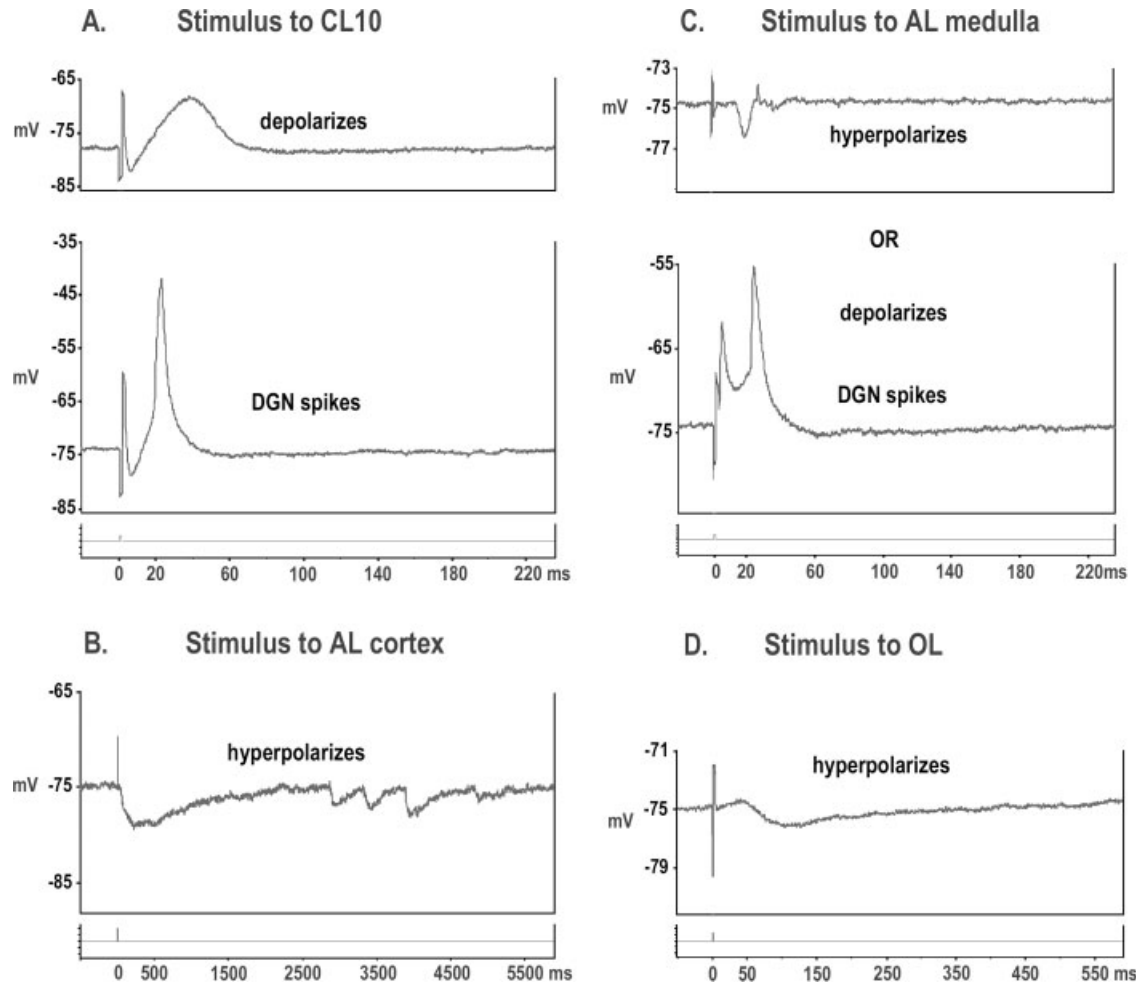 A. Stimulus to CL10
-65
mV
-75
-85
depolarizes
-35
-45
-55
mV
-65
-75
-85
DGN spikes
0 20 60 100 140 180 220 ms
B. Stimulus to AL cortex
-65
mV
-75
-85
hyperpolarizes
0 500 1500 2500 3500 4500 5500 ms
C. Stimulus to AL medulla
-73
mV
-75
-77
hyperpolarizes
OR
-55
-65
mV
-75
depolarizes
DGN spikes
0 20 60 100 140 180 220ms
D. Stimulus to OL
-71
-75
mV
-79
hyperpolarizes
0 50 150 250 350 450 550 ms